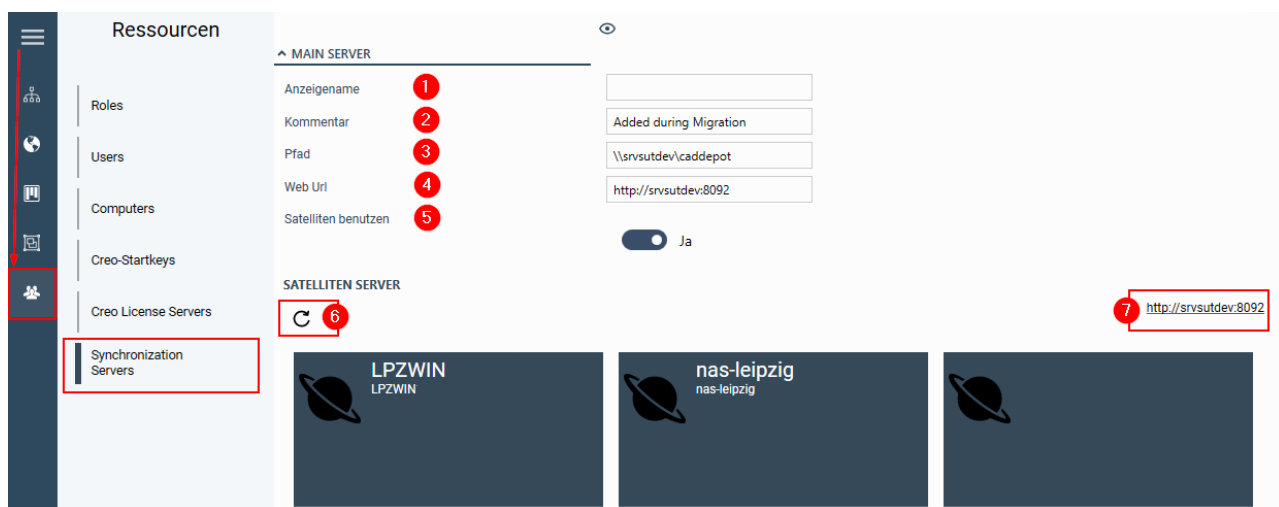 Ressourcen
Roles
Users
Computers
Creo-Startkeys
Creo License Servers
Synchronization
Servers
MAIN SERVER
Anzeigename 1
Kommentar 2 Added during Migration
Pfad 3 \\srvsutdev\caddepot
Web Url 4 http://srvsutdev:8092
Satelliten benutzen 5
Ja
SATELLITEN SERVER
6
7 http://srvsutdev:8092
LPZWIN
LPZWIN
nas-leipzig
nas-leipzig